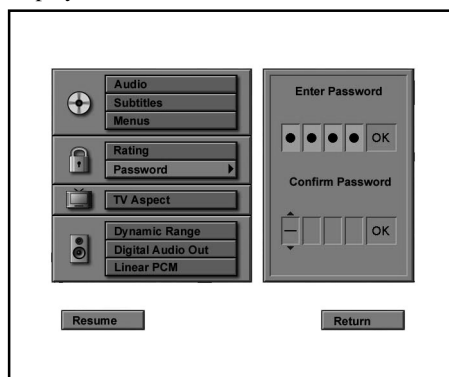 Audio
Subtitles
Menus
Rating
Password
TV Aspect
Dynamic Range
Digital Audio Out
Linear PCM
Enter Password
OK
Confirm Password
OK
Resume
Return